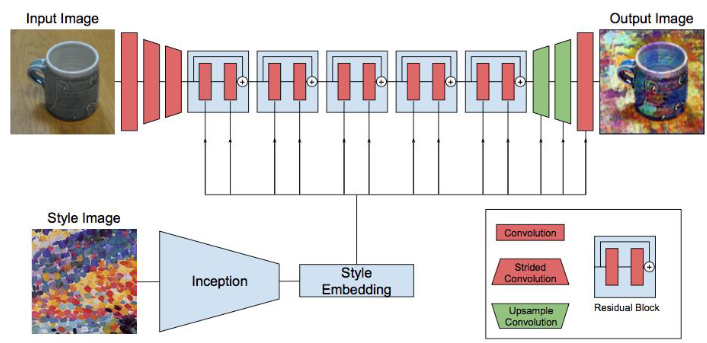 Input Image
Output Image
Style Image
Inception
Style
Embedding
Convolution
Strided
Convolution
Upsample
Convolution
Residual Block